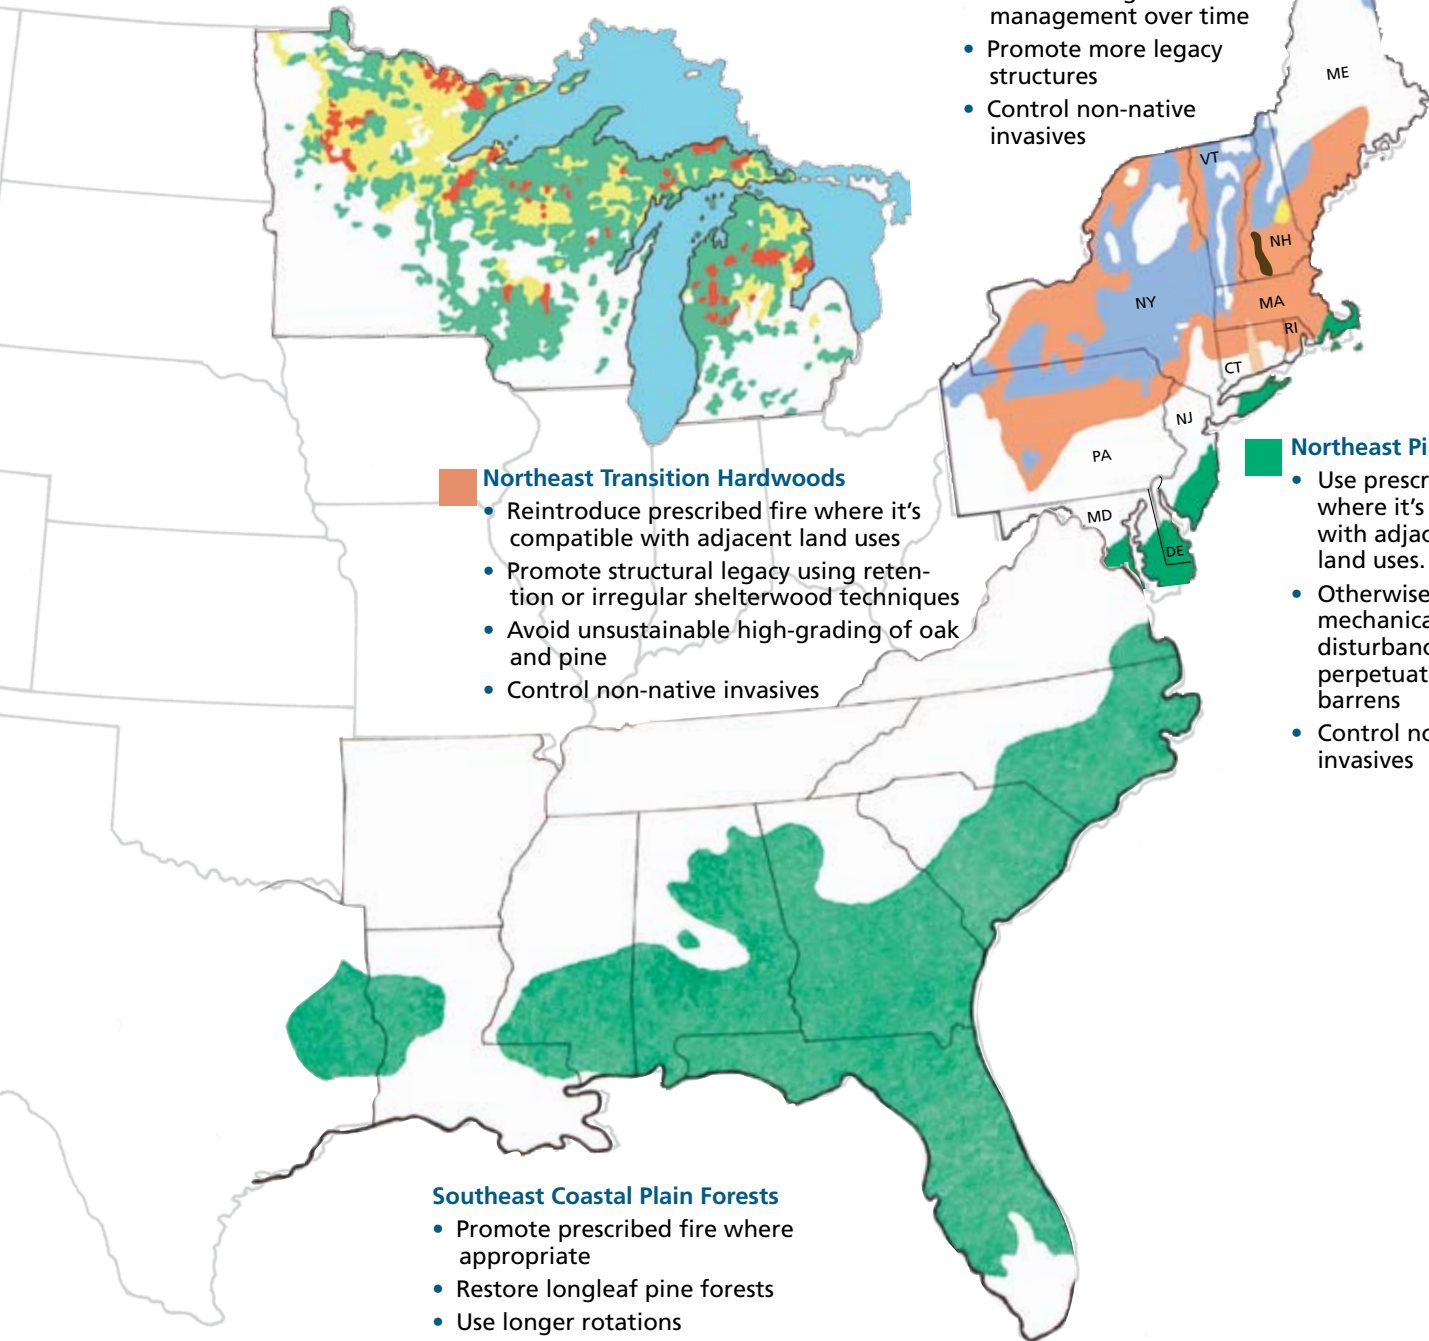 management over time
• Promote more legacy
structures
• Control non-native
invasives
ME
VT
NH
NY
MA
RI
CT
NJ
PA
MD
DE
Northeast Transition Hardwoods
• Reintroduce prescribed fire where it's
compatible with adjacent land uses
• Promote structural legacy using reten-
tion or irregular shelterwood techniques
• Avoid unsustainable high-grading of oak
and pine
• Control non-native invasives
Northeast Pi
• Use prescr
where it's
with adjac
land uses.
• Otherwise
mechanica
disturbanc
perpetuat
barrens
• Control no
invasives
Southeast Coastal Plain Forests
• Promote prescribed fire where
appropriate
• Restore longleaf pine forests
• Use longer rotations